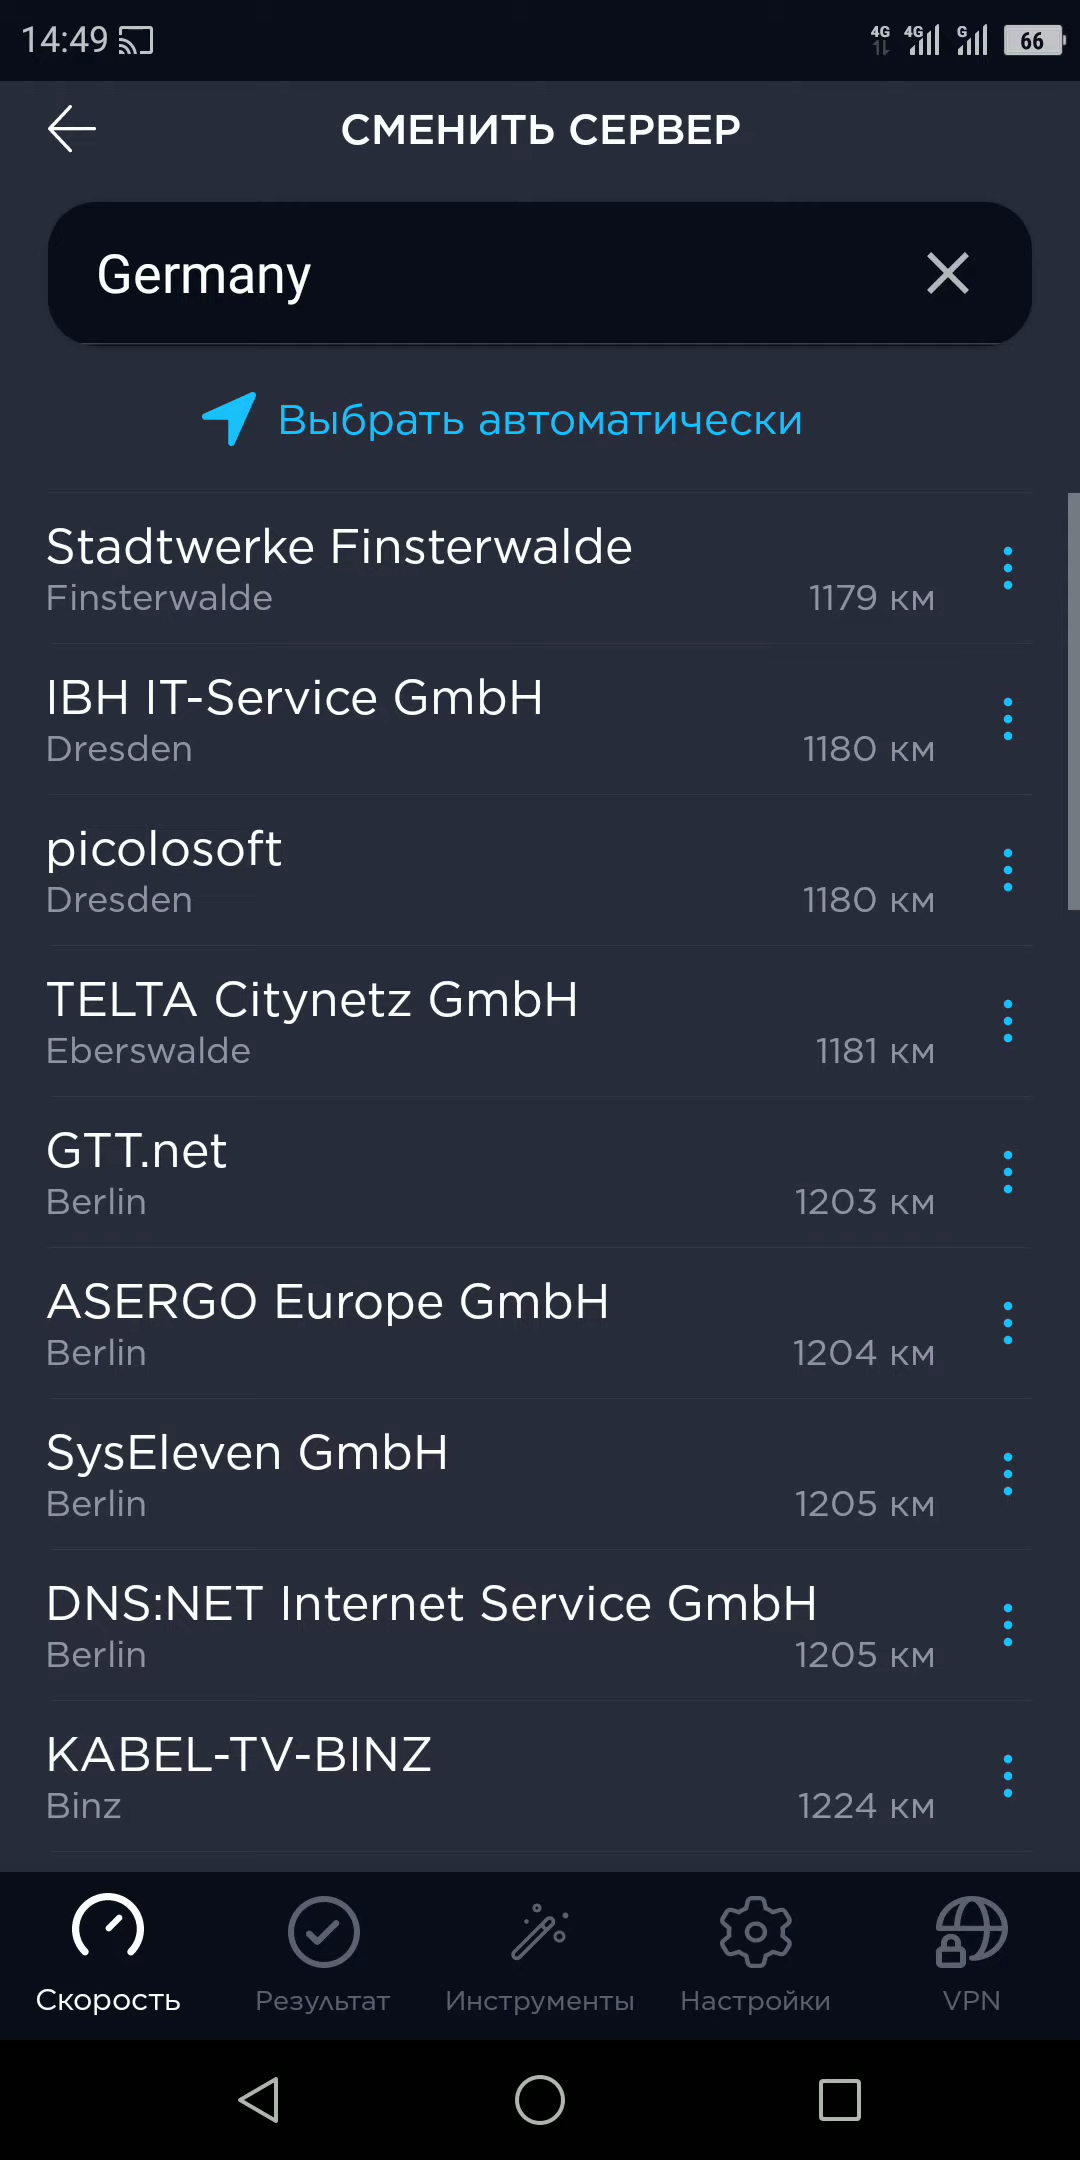 14:49
4G 4G G 66
СМЕНИТЬ СЕРВЕР
Germany
Выбрать автоматически
Stadtwerke Finsterwalde
Finsterwalde 1179 км
IBH IT-Service GmbH
Dresden 1180 км
picolosoft
Dresden 1180 км
TELTA Citynetz GmbH
Eberswalde 1181 км
GTT.net
Berlin 1203 км
ASERGO Europe GmbH
Berlin 1204 км
SysEleven GmbH
Berlin 1205 км
DNS:NET Internet Service GmbH
Berlin 1205 км
KABEL-TV-BINZ
Binz 1224 км
Скорость Результат Инструменты Настройки VPN